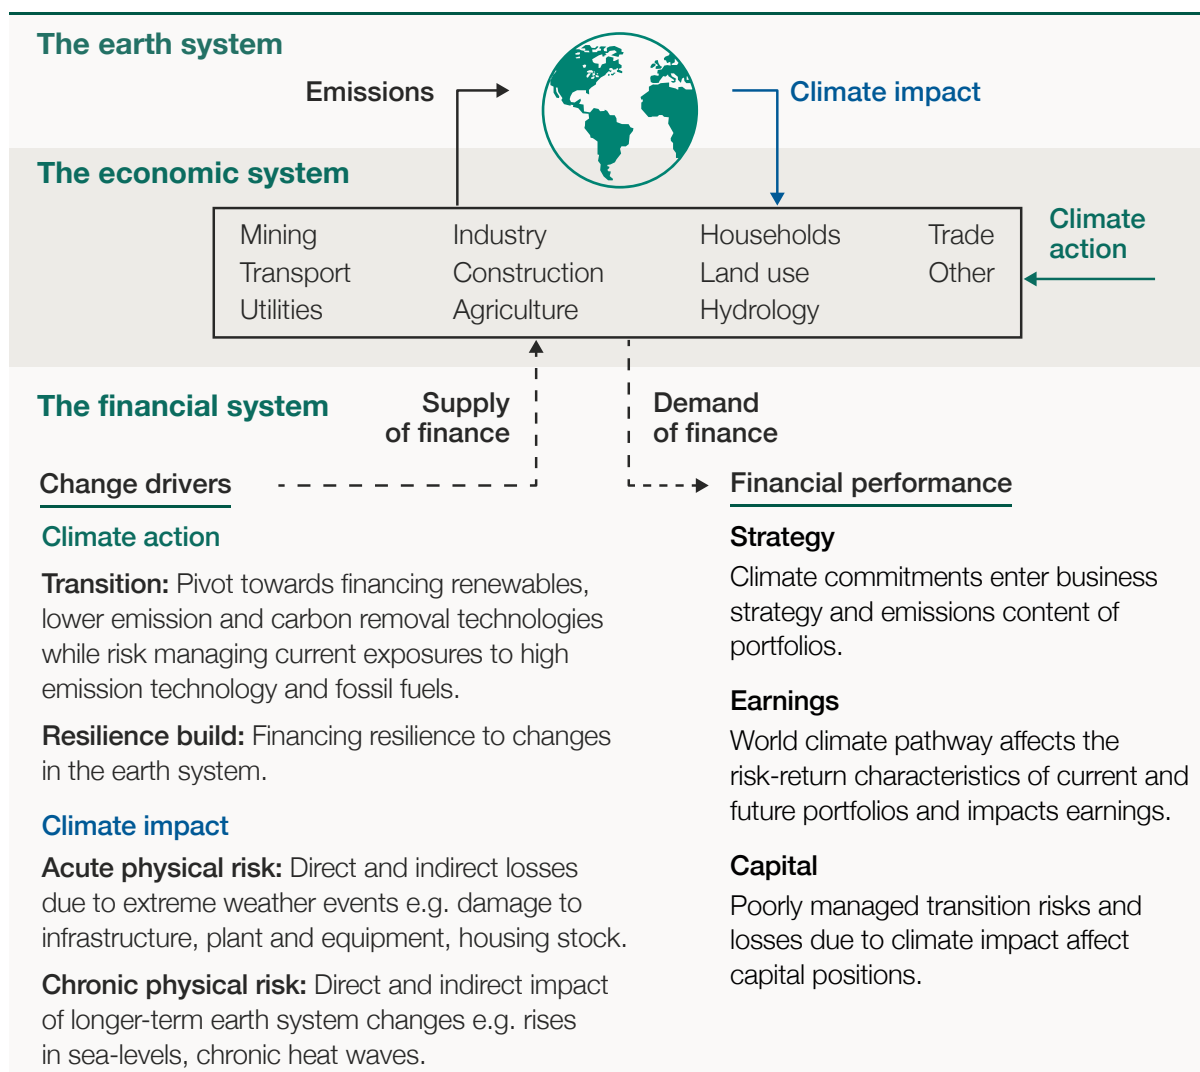 The earth system
Emissions
Climate impact
The economic system
Mining
Transport
Utilities
Industry
Construction
Agriculture
Households
Land use
Hydrology
Trade
Other
Climate
action
The financial system
Supply
of finance
Demand
of finance
Change drivers
Climate action
Transition: Pivot towards financing renewables,
lower emission and carbon removal technologies
while risk managing current exposures to high
emission technology and fossil fuels.
Resilience build: Financing resilience to changes
in the earth system.
Climate impact
Acute physical risk: Direct and indirect losses
due to extreme weather events e.g. damage to
infrastructure, plant and equipment, housing stock.
Chronic physical risk: Direct and indirect impact
of longer-term earth system changes e.g. rises
in sea-levels, chronic heat waves.
Financial performance
Strategy
Climate commitments enter business
strategy and emissions content of
portfolios.
Earnings
World climate pathway affects the
risk-return characteristics of current and
future portfolios and impacts earnings.
Capital
Poorly managed transition risks and
losses due to climate impact affect
capital positions.